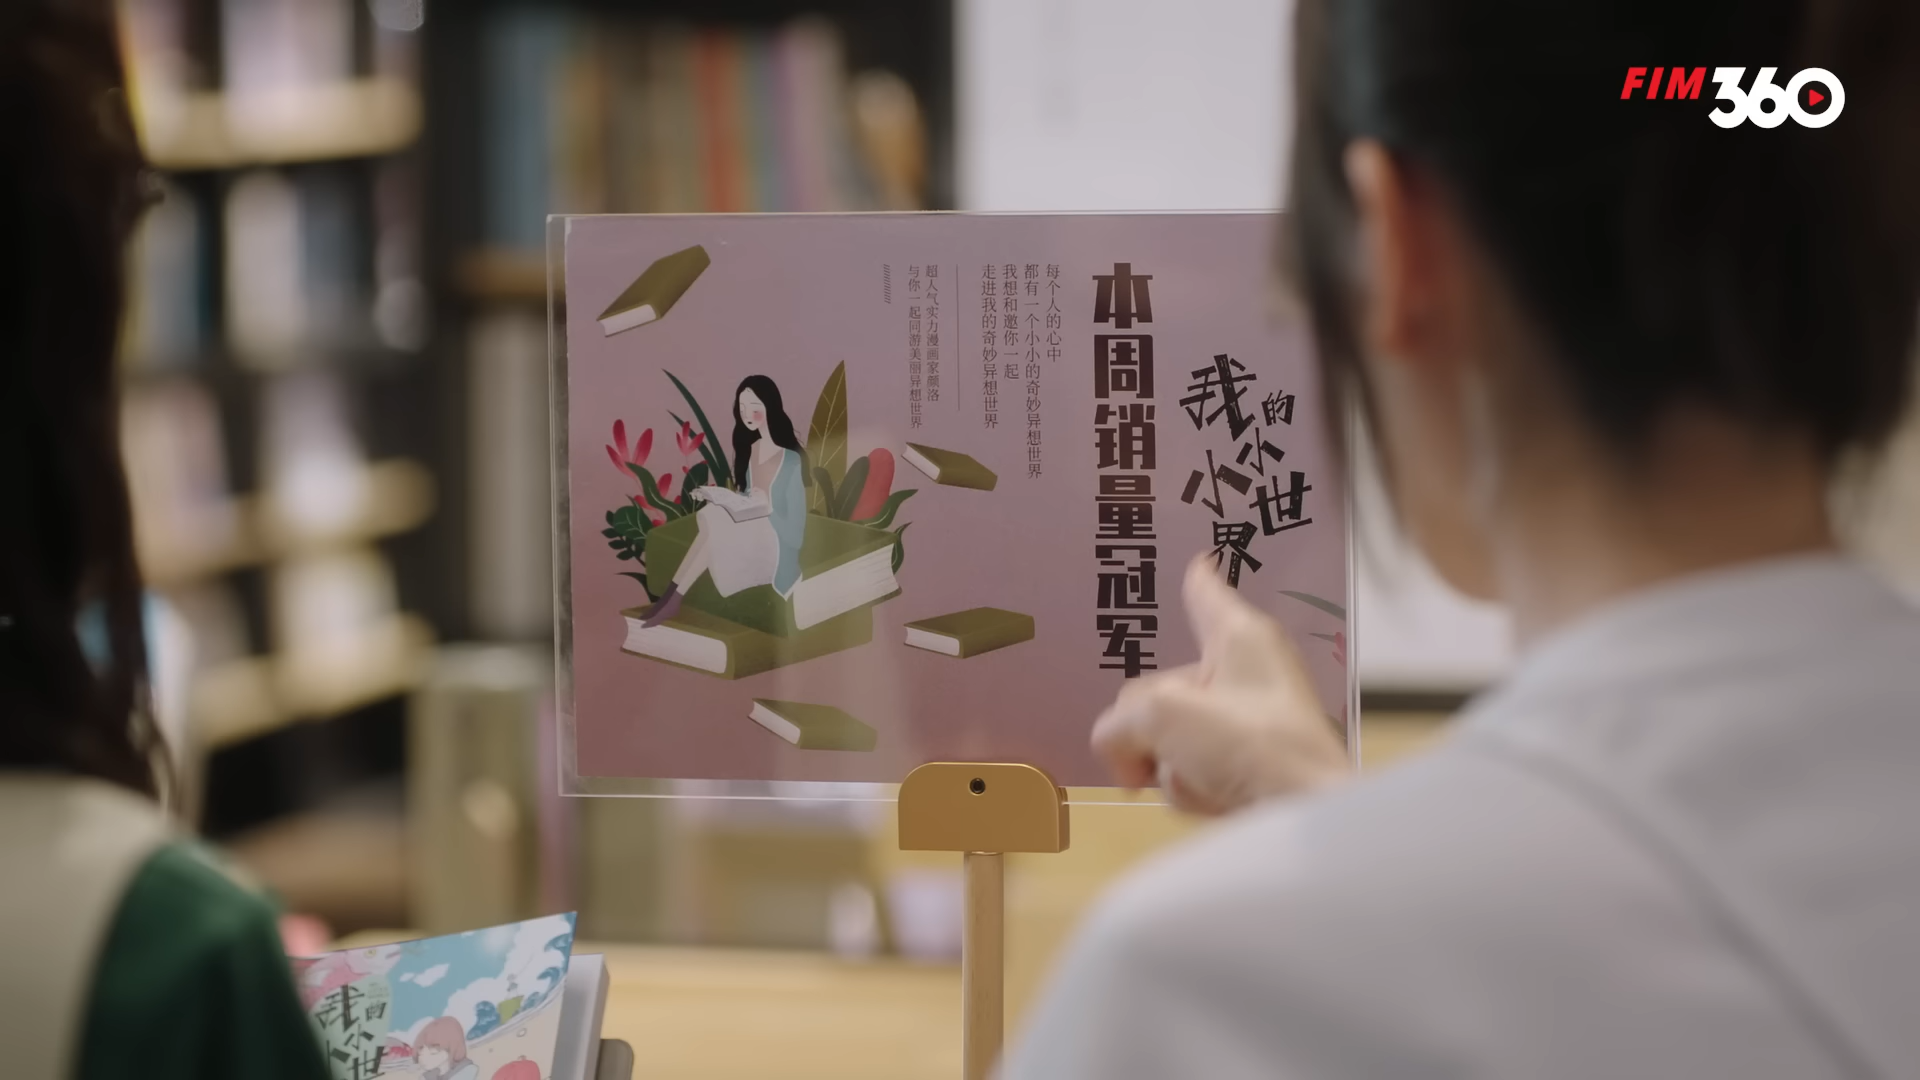 FIM360
我的小小世界
本周销量冠军
每个人的心中
都有一个小小的奇妙异想世界
我想和邀你一起
走进我的奇妙异想世界
超人气实力漫画家颜洛
与你一起同游美丽异想世界
我的
小世